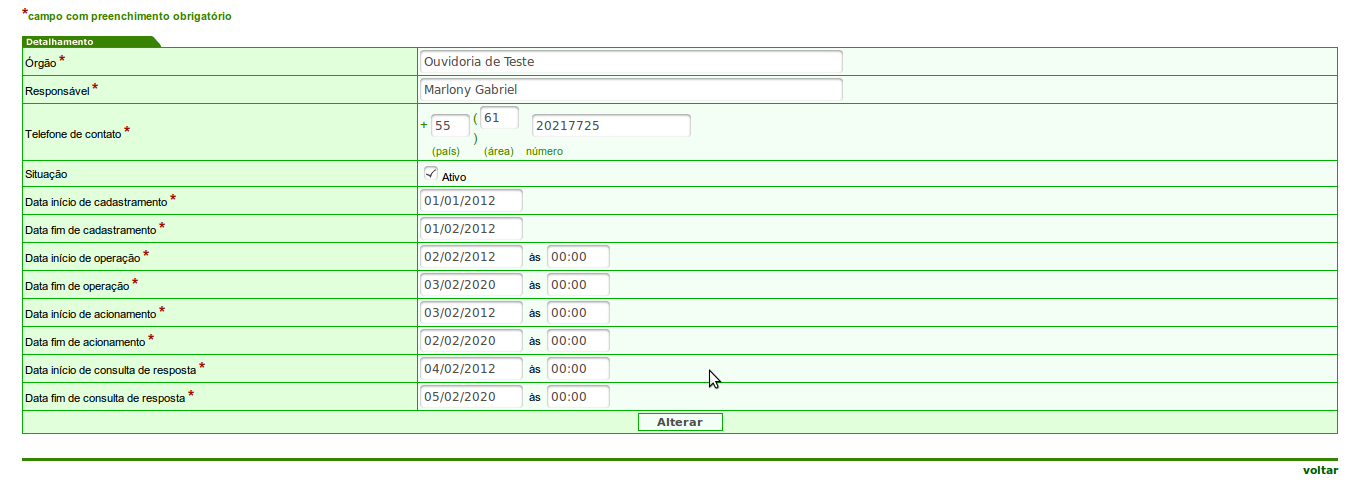 *campo com preenchimento obrigatório
Detalhamento
Órgão * Ouvidoria de Teste
Responsável * Marlony Gabriel
Telefone de contato * + 55 ( 61 ) 20217725
(país) (área) número
Situação Ativo
Data início de cadastramento * 01/01/2012
Data fim de cadastramento * 01/02/2012
Data início de operação * 02/02/2012 às 00:00
Data fim de operação * 03/02/2020 às 00:00
Data início de acionamento * 03/02/2012 às 00:00
Data fim de acionamento * 02/02/2020 às 00:00
Data início de consulta de resposta * 04/02/2012 às 00:00
Data fim de consulta de resposta * 05/02/2020 às 00:00
Alterar
voltar